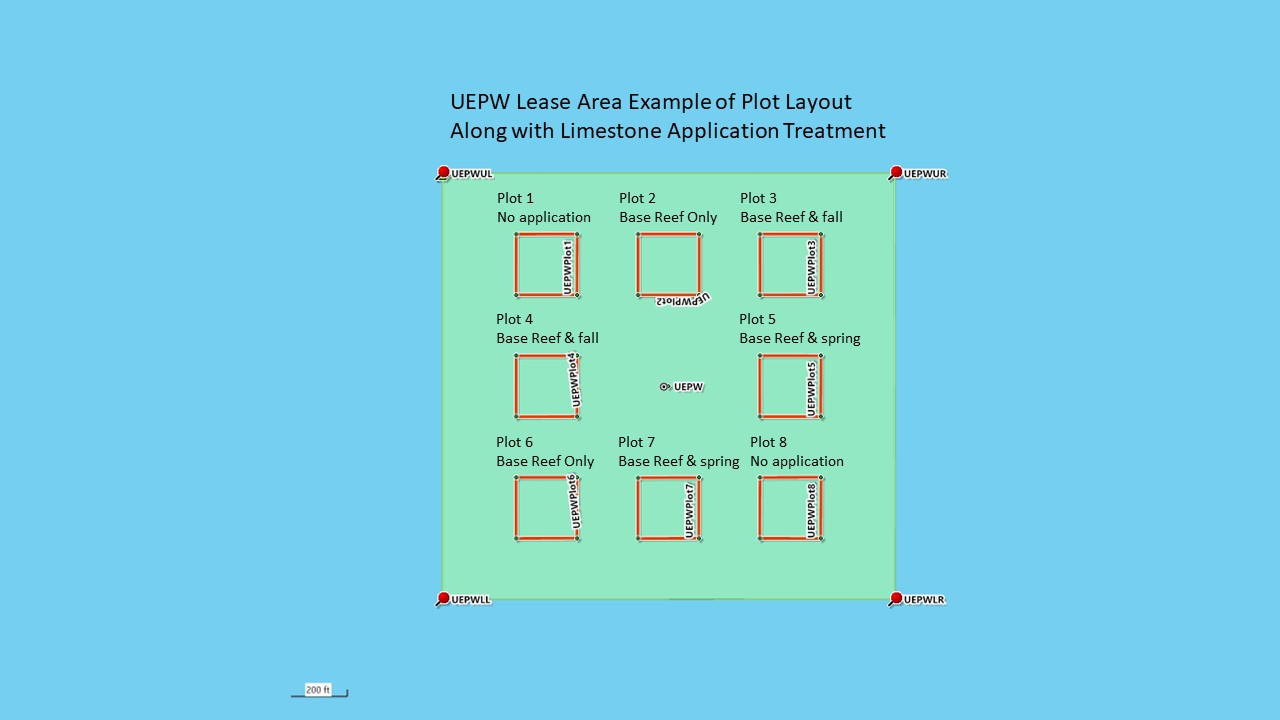 UEPW Lease Area Example of Plot Layout
Along with Limestone Application Treatment
UEPWUL
UEPWUR
Plot 1
No application
Plot 2
Base Reef Only
Plot 3
Base Reef & fall
UEPWPlot1
UEPWPlot2
UEPWPlot3
Plot 4
Base Reef & fall
Plot 5
Base Reef & spring
UEPWPlot4
UEPW
UEPWPlot5
Plot 6
Base Reef Only
Plot 7
Base Reef & spring
Plot 8
No application
UEPWPlot6
UEPWPlot7
UEPWPlot8
UEPWLL
UEPWLR
200 ft